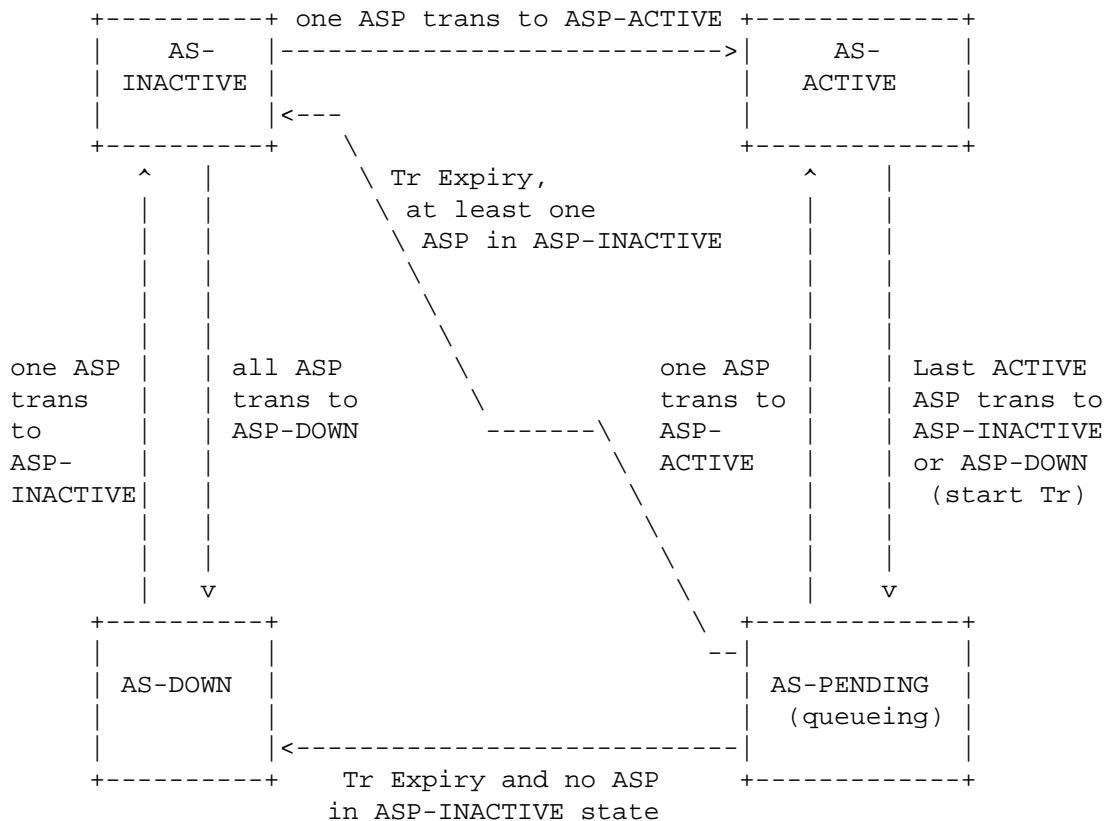 one ASP trans to ASP-ACTIVE
AS-
INACTIVE
AS-
ACTIVE
Tr Expiry,
at least one
ASP in ASP-INACTIVE
one ASP
trans
to
ASP-
INACTIVE
all ASP
trans to
ASP-DOWN
one ASP
trans to
ASP-
ACTIVE
Last ACTIVE
ASP trans to
ASP-INACTIVE
or ASP-DOWN
(start Tr)
AS-DOWN
AS-PENDING
(queueing)
Tr Expiry and no ASP
in ASP-INACTIVE state